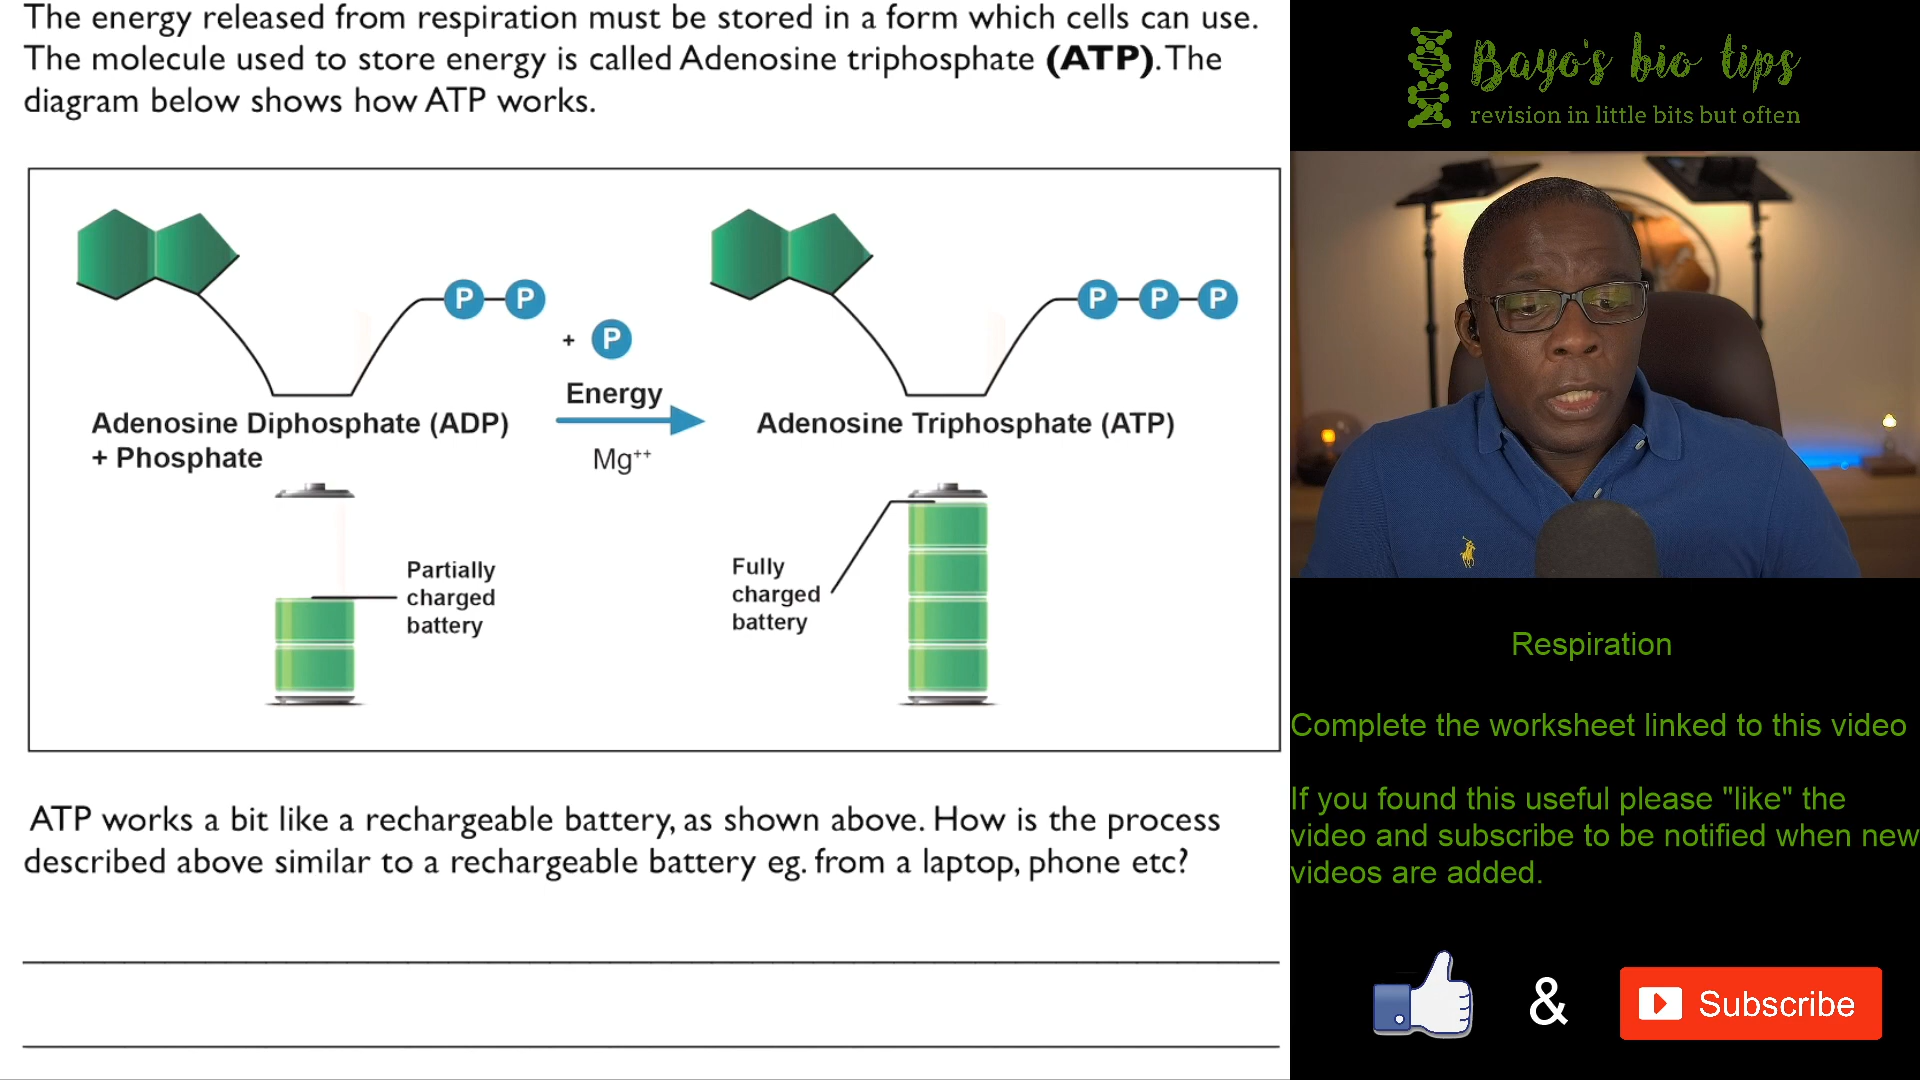 The energy released from respiration must be stored in a form which cells can use.
The molecule used to store energy is called Adenosine triphosphate (ATP). The
diagram below shows how ATP works.
P P
+ P
Energy
Mg++
Adenosine Diphosphate (ADP)
+ Phosphate
P P P
Adenosine Triphosphate (ATP)
Partially
charged
battery
Fully
charged
battery
ATP works a bit like a rechargeable battery, as shown above. How is the process
described above similar to a rechargeable battery eg. from a laptop, phone etc?
Bayo's bio tips
revision in little bits but often
Respiration
Complete the worksheet linked to this video
If you found this useful please "like" the
video and subscribe to be notified when new
videos are added.
&
Subscribe